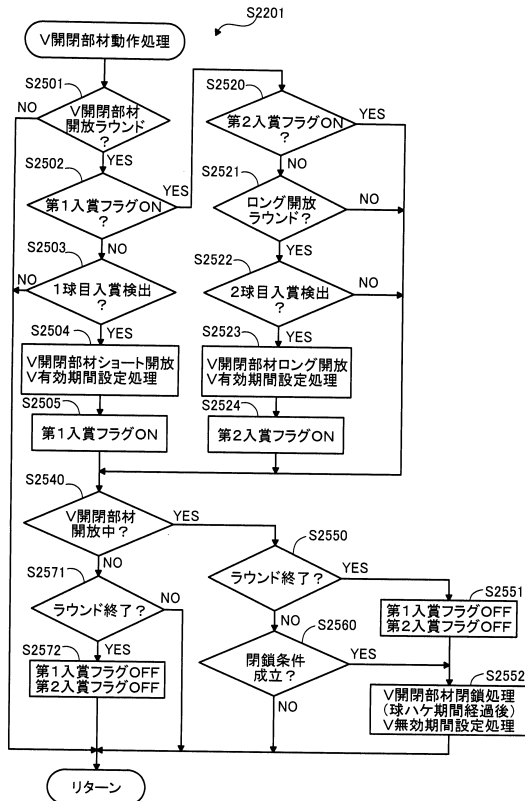 S2201
V開閉部材動作処理
S2501
NO
V開閉部材
開放ラウンド
?
YES
S2502
第1入賞フラグON
?
YES
NO
S2503
NO
1球目入賞検出
?
YES
S2504
V開閉部材ショート開放
V有効期間設定処理
S2505
第1入賞フラグON
S2520
第2入賞フラグON
?
YES
NO
S2521
ロング開放
ラウンド?
NO
YES
S2522
2球目入賞検出
?
NO
YES
S2523
V開閉部材ロング開放
V有効期間設定処理
S2524
第2入賞フラグON
S2540
V開閉部材
開放中?
YES
NO
S2571
ラウンド終了?
NO
YES
S2572
第1入賞フラグOFF
第2入賞フラグOFF
S2550
ラウンド終了?
YES
NO
S2551
第1入賞フラグOFF
第2入賞フラグOFF
S2560
閉鎖条件
成立?
YES
NO
S2552
V開閉部材閉鎖処理
(球ハケ期間経過後)
V無効期間設定処理
リターン